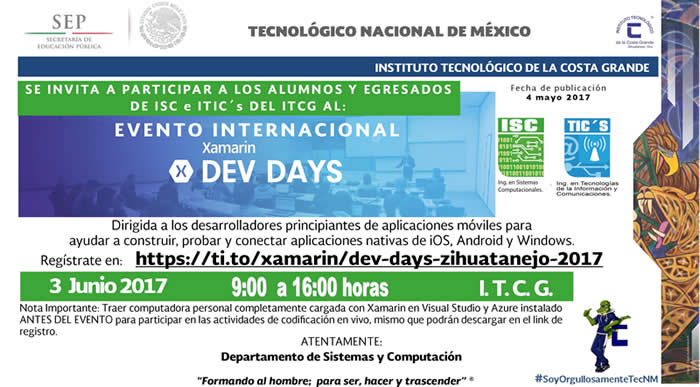 SEP
SECRETARÍA DE
EDUCACIÓN PÚBLICA
TECNOLÓGICO NACIONAL DE MÉXICO
INSTITUTO TECNOLÓGICO
de la Costa Grande
INSTITUTO TECNOLÓGICO DE LA COSTA GRANDE
SE INVITA A PARTICIPAR A LOS ALUMNOS Y EGRESADOS
DE ISC e ITIC´s DEL ITCG AL:
Fecha de publicación
4 mayo 2017
EVENTO INTERNACIONAL
Xamarin
DEV DAYS
ISC
Ing. en Sistemas
Computacionales.
TIC´S
Ing. en Tecnologías
de la Información y
Comunicaciones.
Dirigida a los desarrolladores principiantes de aplicaciones móviles para
ayudar a construir, probar y conectar aplicaciones nativas de iOS, Android y Windows.
Regístrate en: https://ti.to/xamarin/dev-days-zihuatanejo-2017
3 Junio 2017 9:00 a 16:00 horas I.T.C.G.
Nota Importante: Traer computadora personal completamente cargada con Xamarin en Visual Studio y Azure instalado
ANTES DEL EVENTO para participar en las actividades de codificación en vivo, mismo que podrán descargar en el link de
registro.
ATENTAMENTE:
Departamento de Sistemas y Computación
"Formando al hombre; para ser, hacer y trascender" ®
#SoyOrgullosamenteTecNM